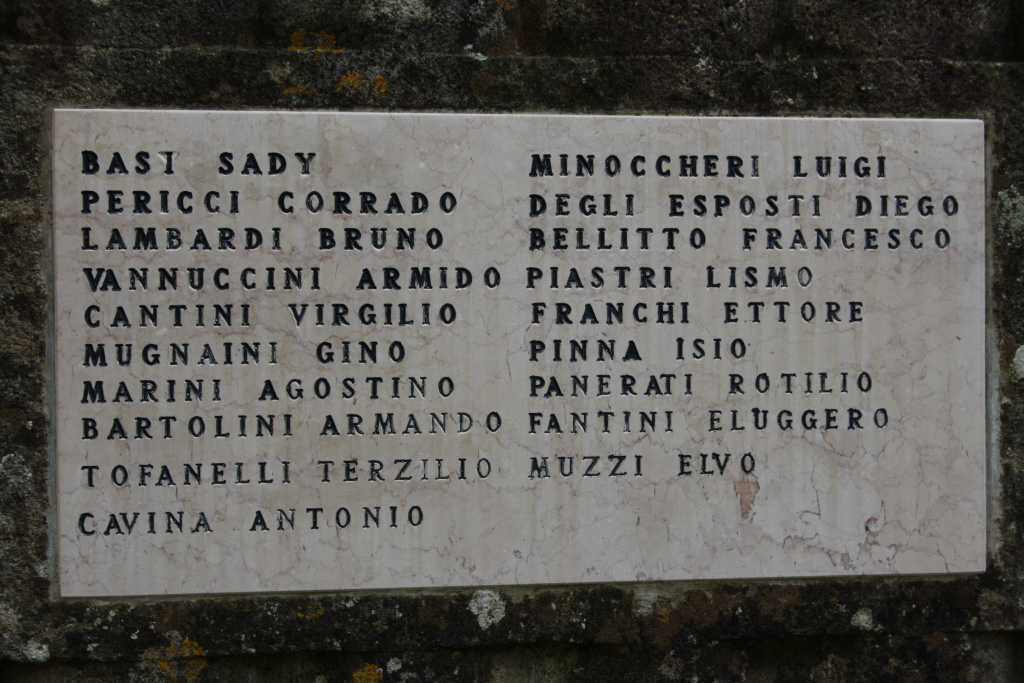 BASI SADY
PERICCI CORRADO
LAMBARDI BRUNO
VANNUCCINI ARMIDO
CANTINI VIRGILIO
MUGNAINI GINO
MARINI AGOSTINO
BARTOLINI ARMANDO
TOFANELLI TERZILIO
CAVINA ANTONIO
MINOCCHERI LUIGI
DEGLI ESPOSTI DIEGO
BELLITTO FRANCESCO
PIASTRI LISMO
FRANCHI ETTORE
PINNA ISIO
PANERATI ROTILIO
FANTINI ELUGGERO
MUZZI ELVO